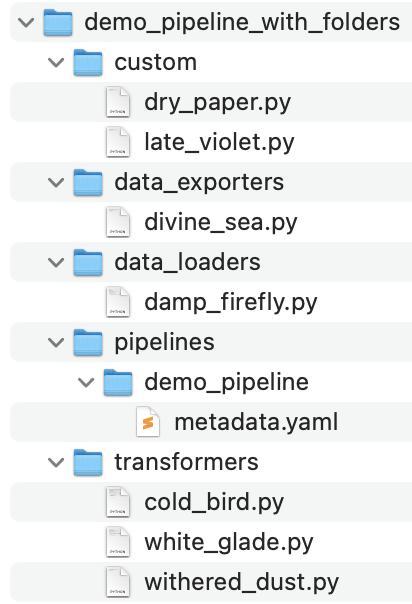 demo_pipeline_with_folders
custom
dry_paper.py
late_violet.py
data_exporters
divine_sea.py
data_loaders
damp_firefly.py
pipelines
demo_pipeline
metadata.yaml
transformers
cold_bird.py
white_glade.py
withered_dust.py